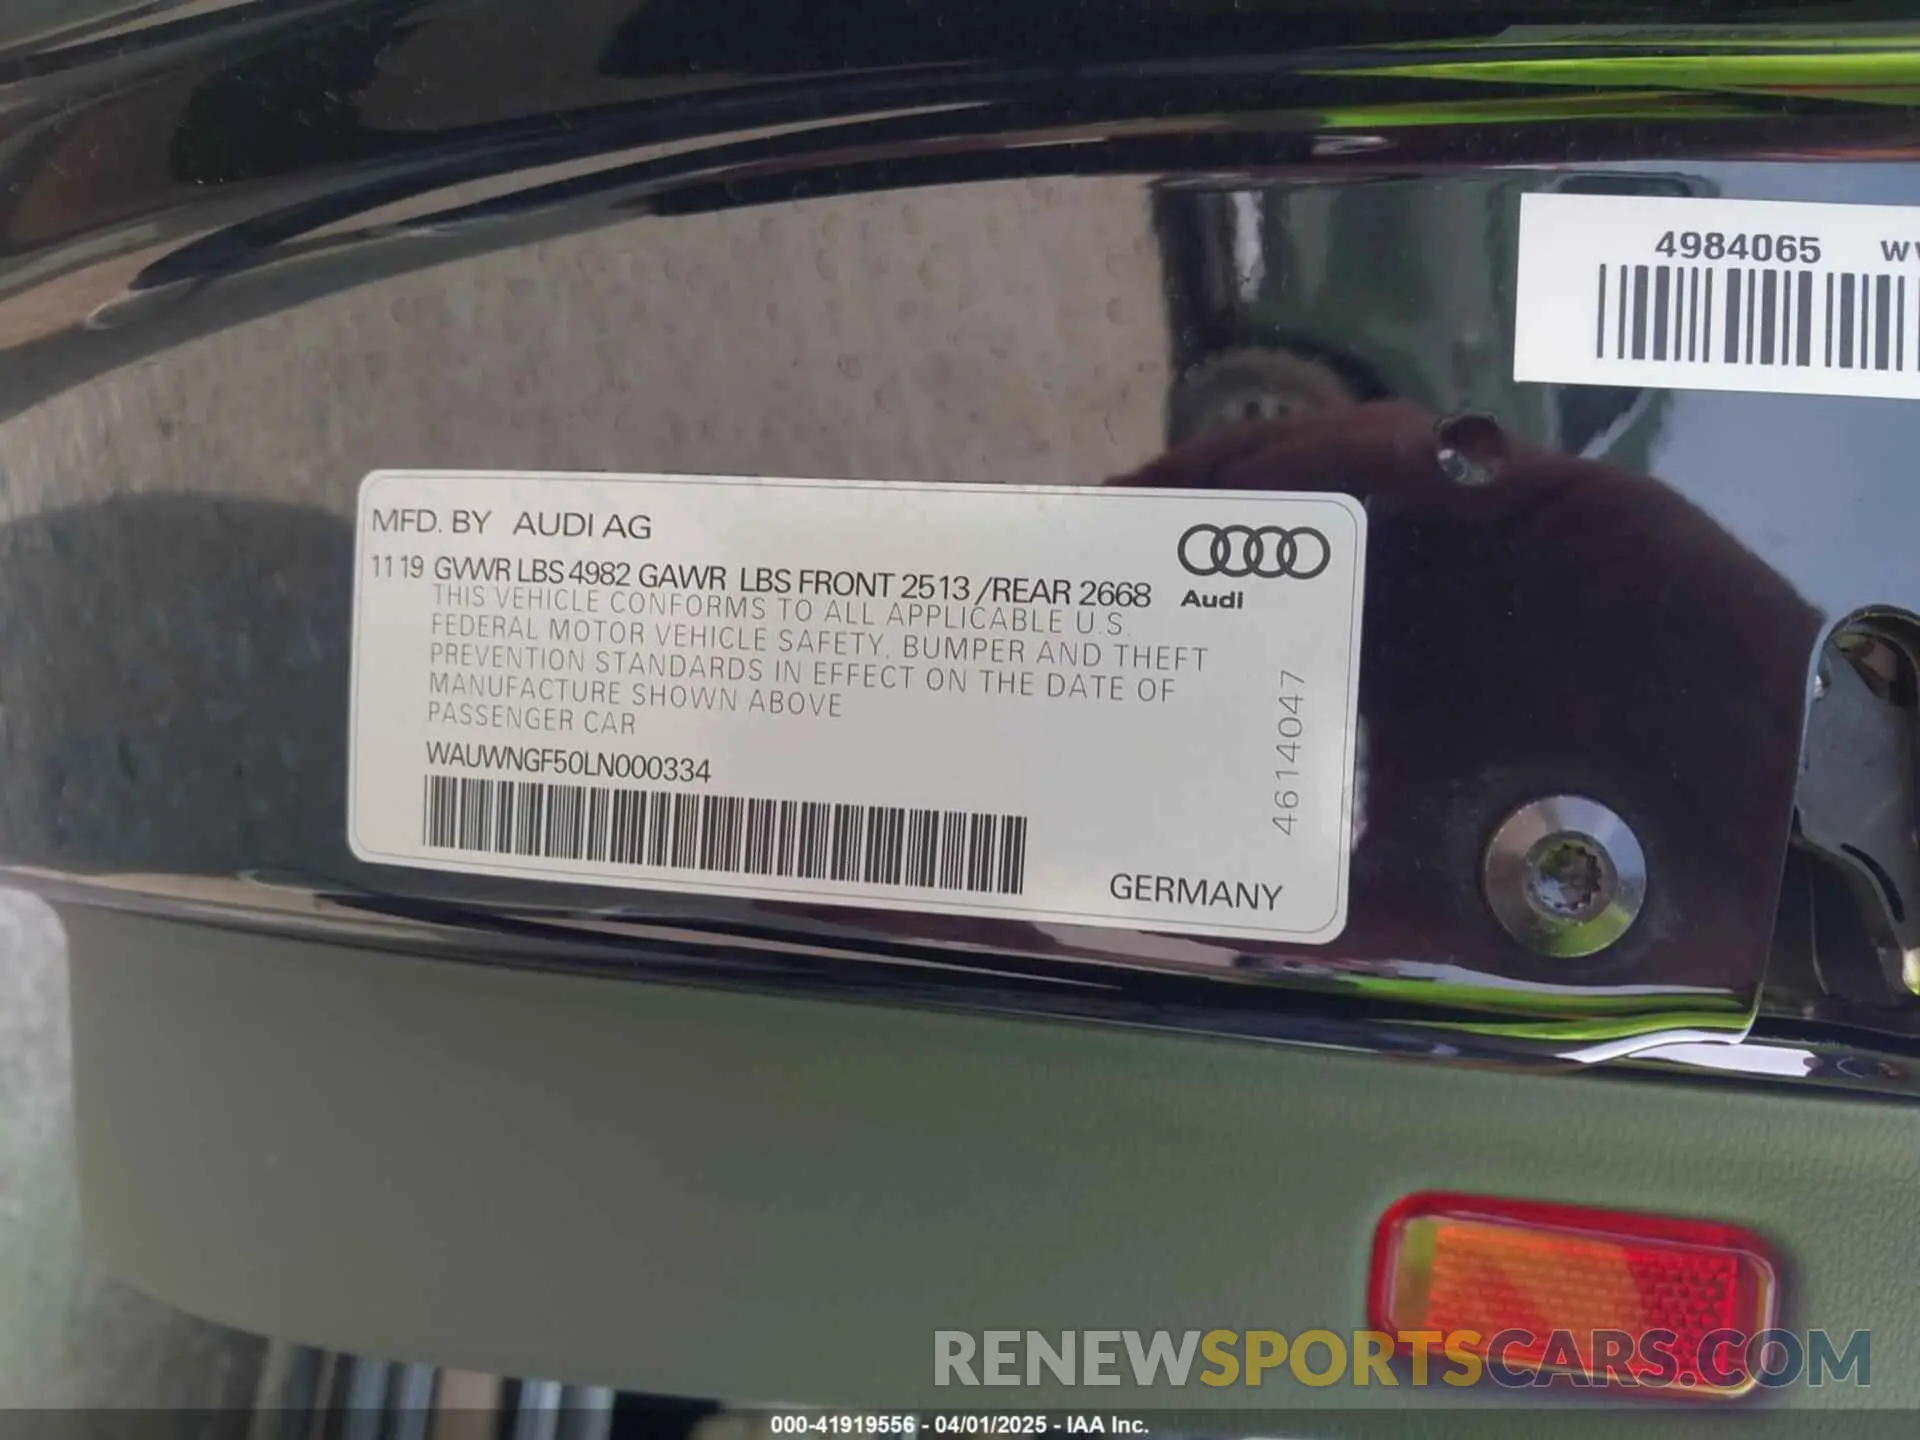 4984065
MFD. BY AUDI AG
1119 GVWR LBS 4982 GAWR LBS FRONT 2513 /REAR 2668
THIS VEHICLE CONFORMS TO ALL APPLICABLE U.S.
FEDERAL MOTOR VEHICLE SAFETY, BUMPER AND THEFT
PREVENTION STANDARDS IN EFFECT ON THE DATE OF
MANUFACTURE SHOWN ABOVE
PASSENGER CAR
WAUWNGF50LN000334
Audi
4614047
GERMANY
RENEWSPORTSCARS.COM
000-41919556 - 04/01/2025 - IAA Inc.